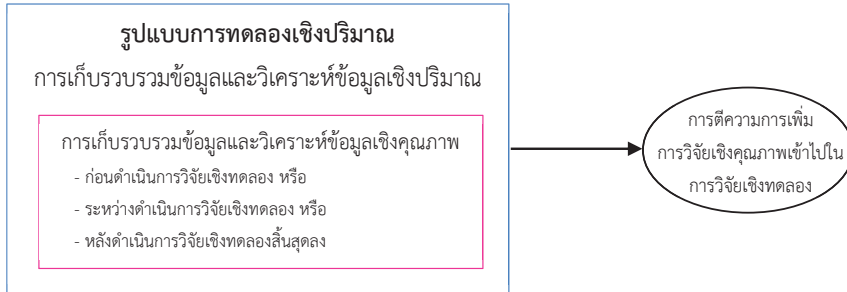 รูปแบบการทดลองเชิงปริมาณ
การเก็บรวบรวมข้อมูลและวิเคราะห์ข้อมูลเชิงปริมาณ
การเก็บรวบรวมข้อมูลและวิเคราะห์ข้อมูลเชิงคุณภาพ
- ก่อนดำเนินการวิจัยเชิงทดลอง หรือ
- ระหว่างดำเนินการวิจัยเชิงทดลอง หรือ
- หลังดำเนินการวิจัยเชิงทดลองสิ้นสุดลง
การตีความการเพิ่ม
การวิจัยเชิงคุณภาพเข้าไปใน
การวิจัยเชิงทดลอง